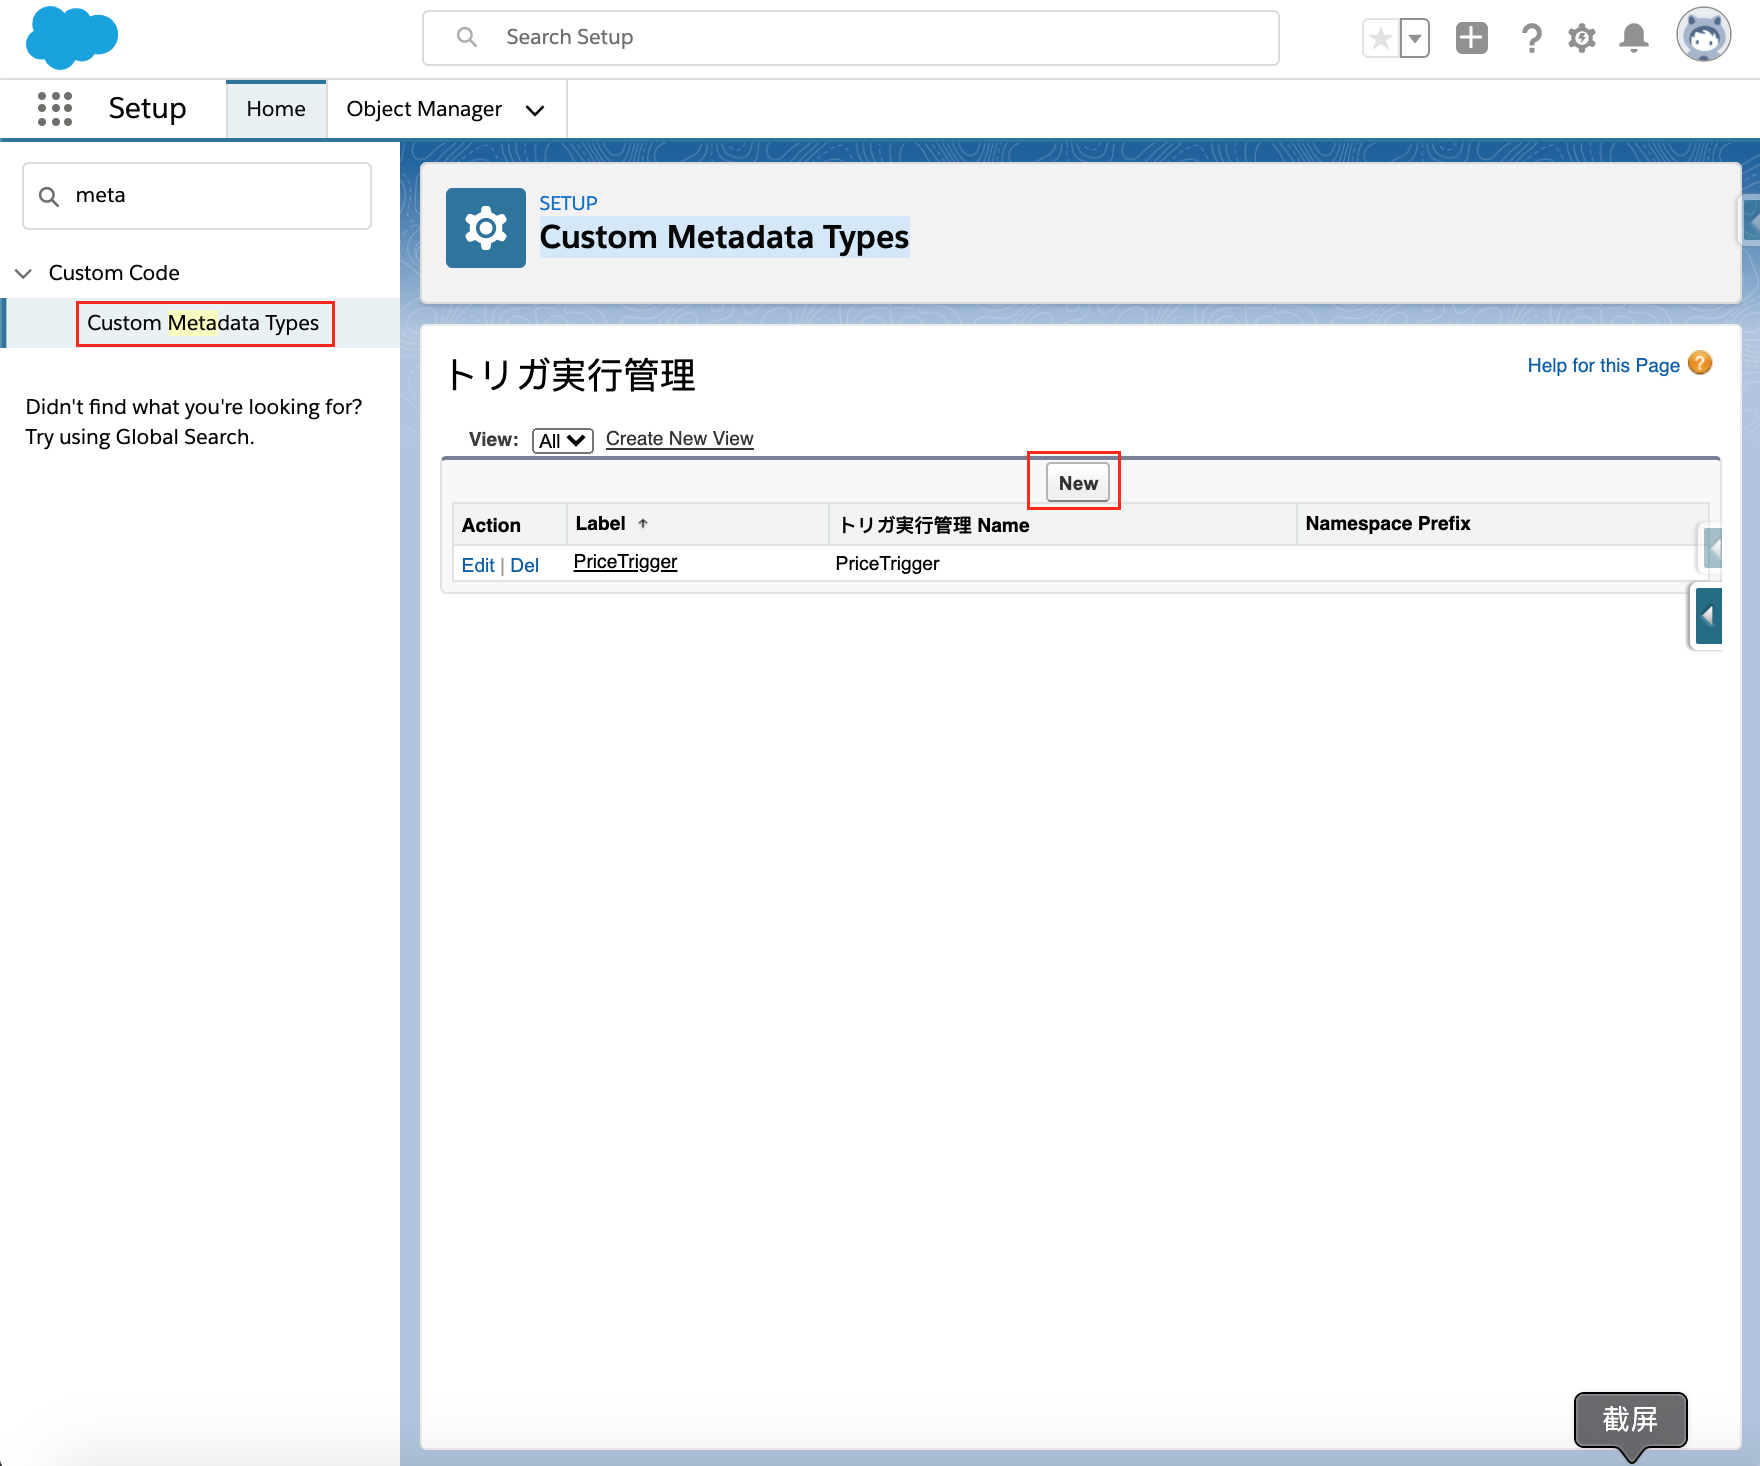 Search Setup
Setup
Home
Object Manager
meta
Custom Code
Custom Metadata Types
Didn't find what you're looking for?
Try using Global Search.
SETUP
Custom Metadata Types
トリガ実行管理
Help for this Page ?
View: All Create New View
New
Action Label トリガ実行管理 Name Namespace Prefix
Edit | Del PriceTrigger PriceTrigger
截屏